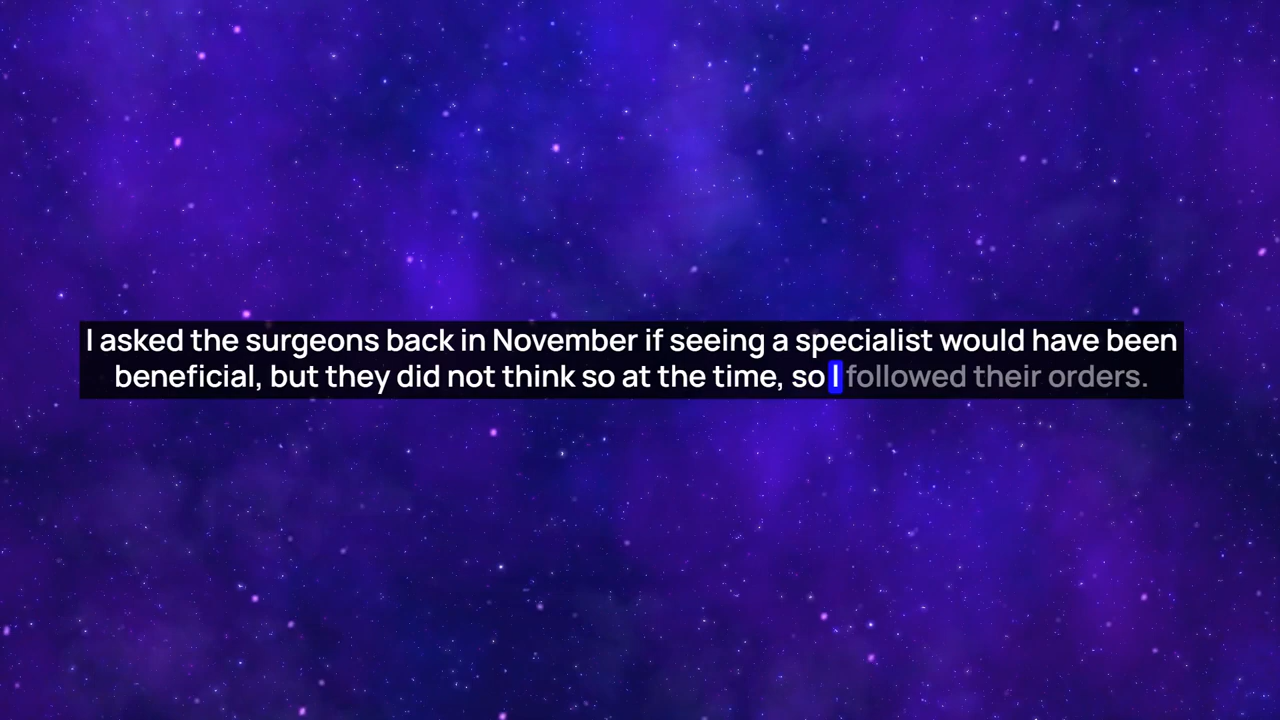 I asked the surgeons back in November if seeing a specialist would have been
beneficial, but they did not think so at the time, so I followed their orders.